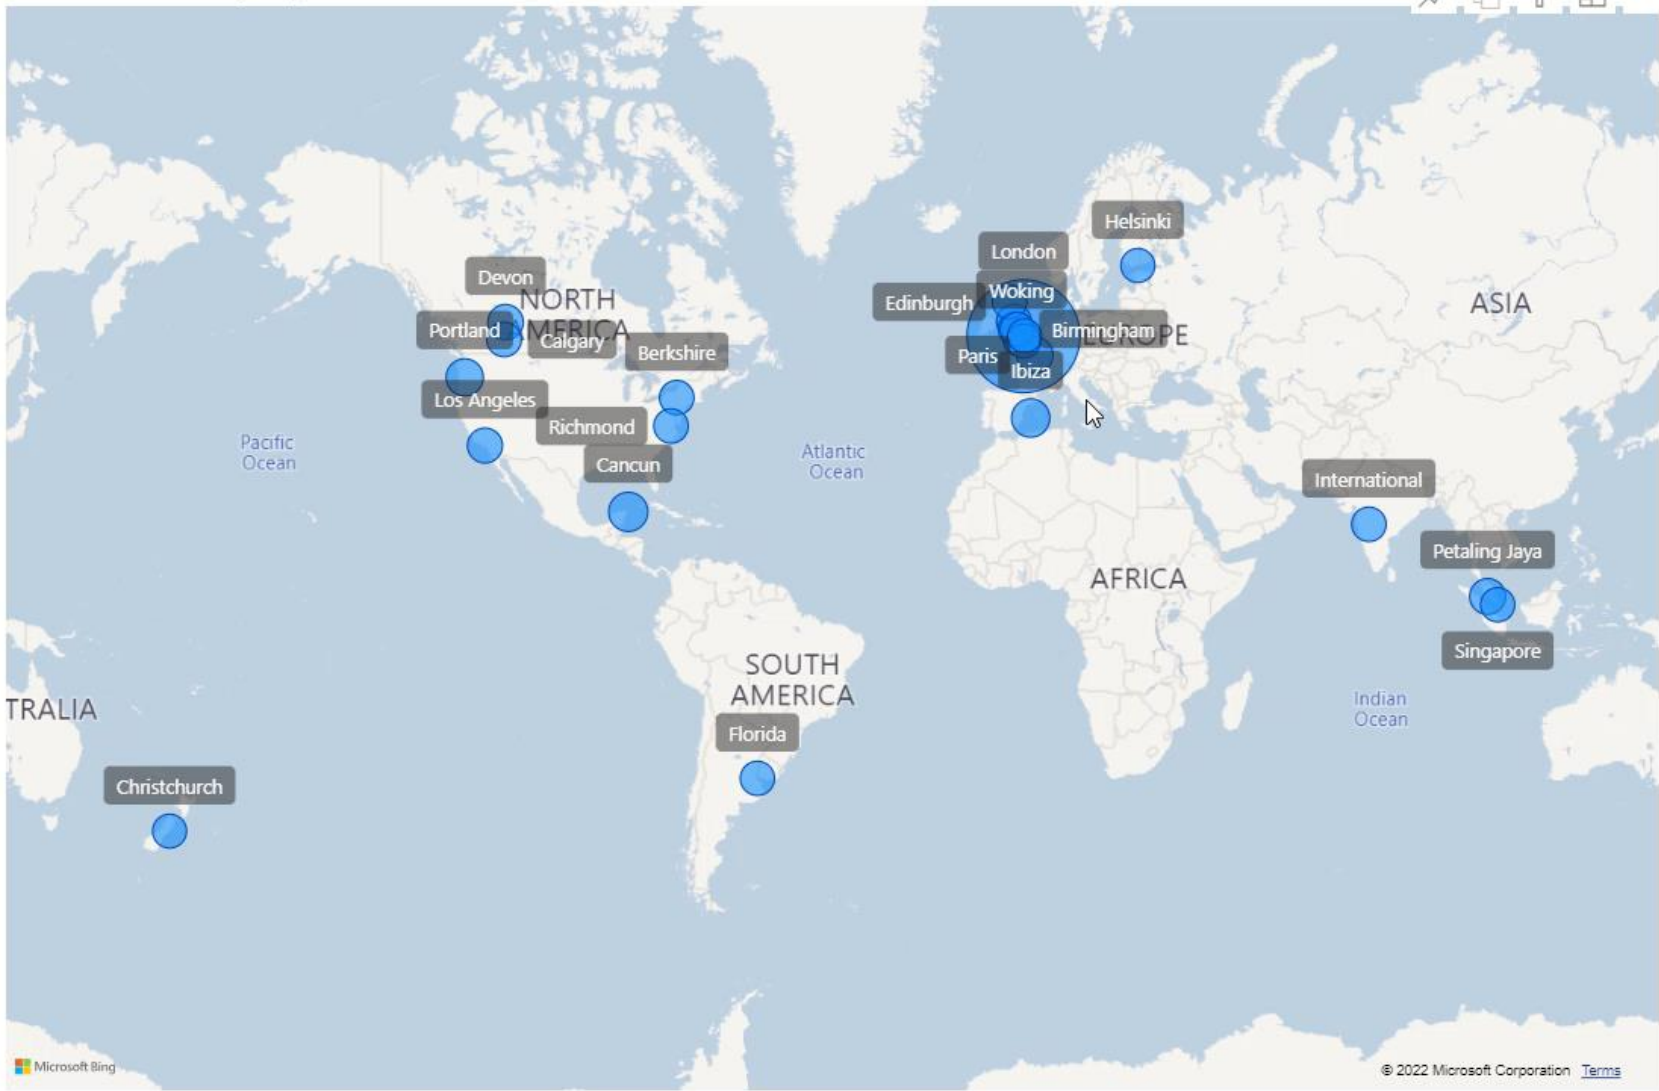 Helsinki
London
Devon
Woking
NORTH
AMERICA
Edinburgh
ASIA
Portland
Calgary
Birmingham
EUROPE
Berkshire
Paris
Ibiza
Los Angeles
Richmond
Pacific
Ocean
Atlantic
Ocean
Cancun
International
Petaling Jaya
AFRICA
Singapore
SOUTH
AMERICA
TRALIA
Indian
Ocean
Florida
Christchurch
Microsoft Bing
© 2022 Microsoft Corporation Terms